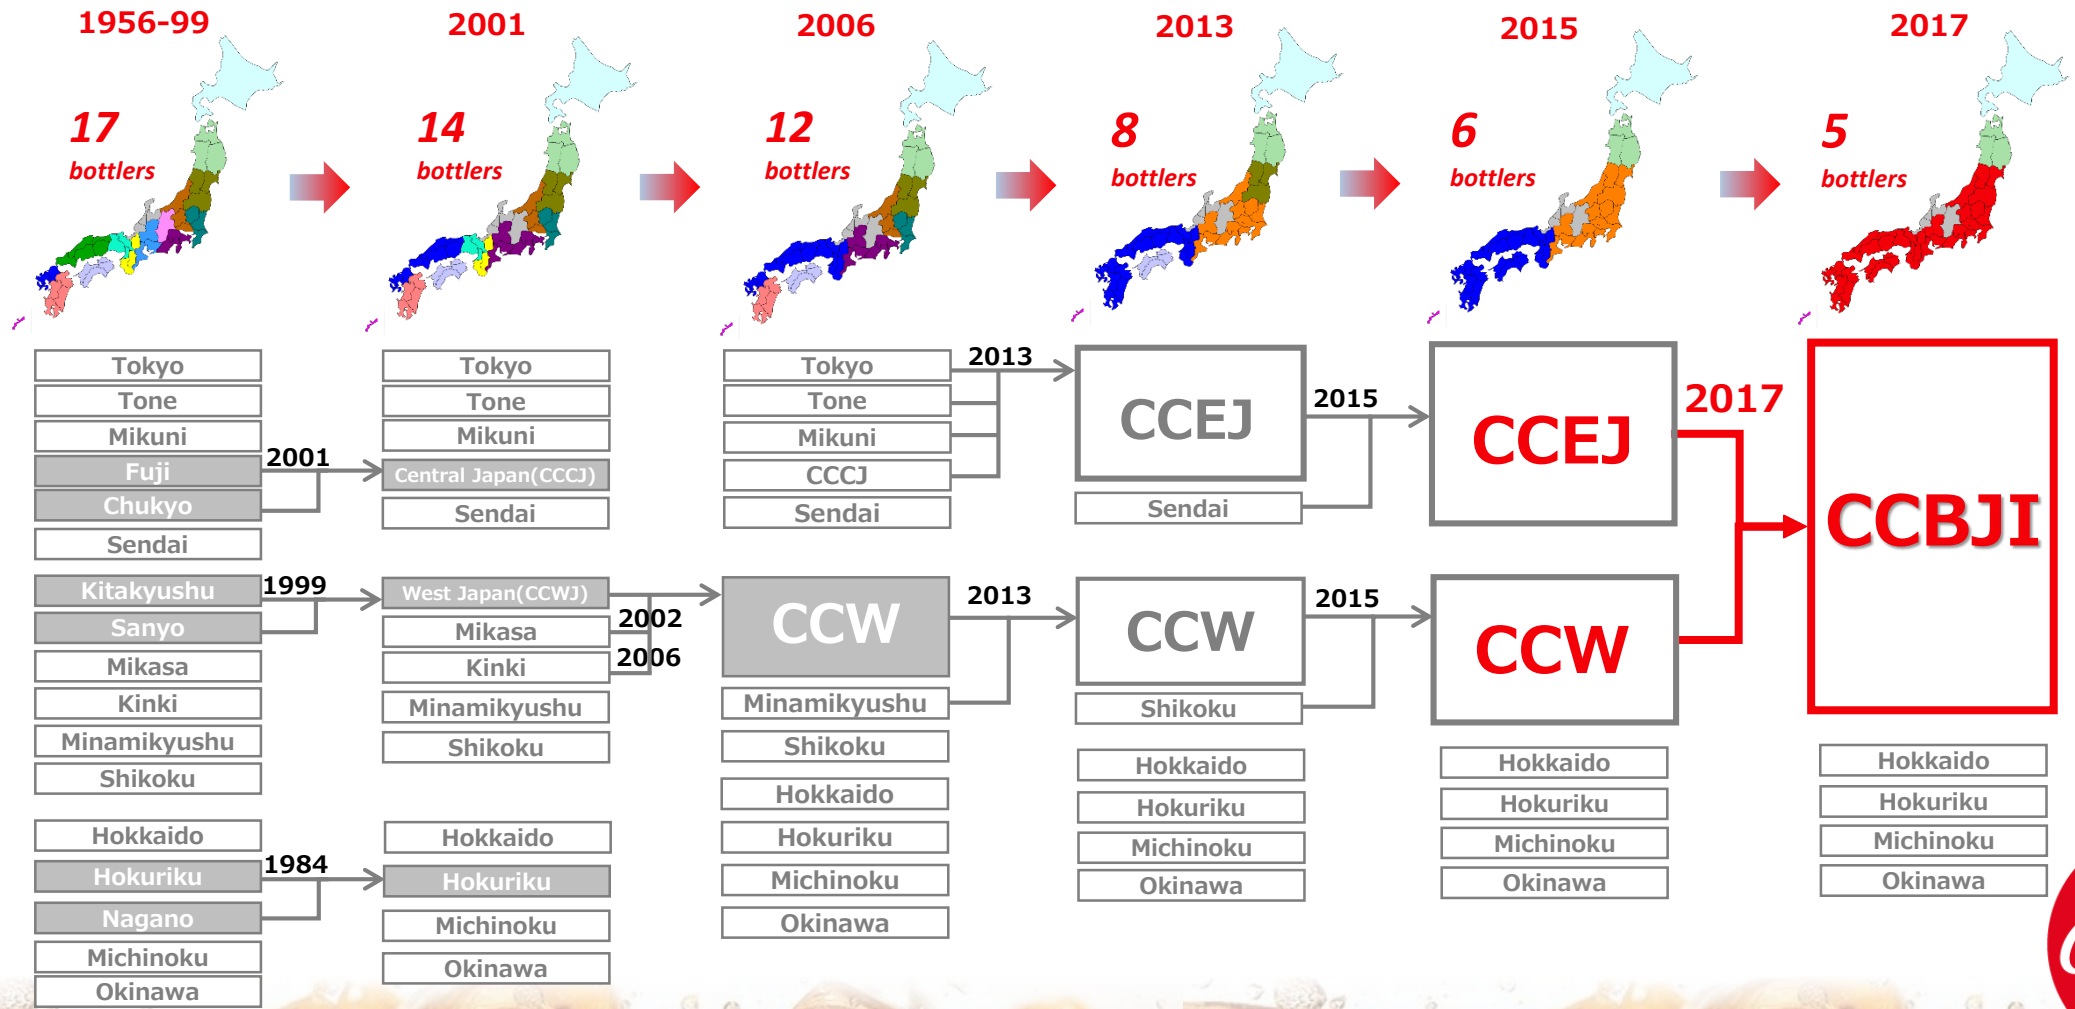 1956-99
2001
2006
2013
2015
2017
17
bottlers
14
bottlers
12
bottlers
8
bottlers
6
bottlers
5
bottlers
Tokyo
Tone
Mikuni
Fuji
Chukyo
Sendai
2001
Kitakyushu
Sanyo
Mikasa
Kinki
Minamikyushu
Shikoku
1999
Hokkaido
Hokuriku
Nagano
Michinoku
Okinawa
1984
Tokyo
Tone
Mikuni
Central Japan(CCCJ)
Sendai
West Japan(CCWJ)
Mikasa
Kinki
Minamikyushu
Shikoku
2002
2006
Hokkaido
Hokuriku
Michinoku
Okinawa
Tokyo
Tone
Mikuni
CCCJ
Sendai
2013
CCW
Minamikyushu
Shikoku
2013
Hokkaido
Hokuriku
Michinoku
Okinawa
CCEJ
Sendai
2015
CCW
Shikoku
2015
Hokkaido
Hokuriku
Michinoku
Okinawa
CCEJ
CCW
2017
Hokkaido
Hokuriku
Michinoku
Okinawa
CCBJI
Hokkaido
Hokuriku
Michinoku
Okinawa